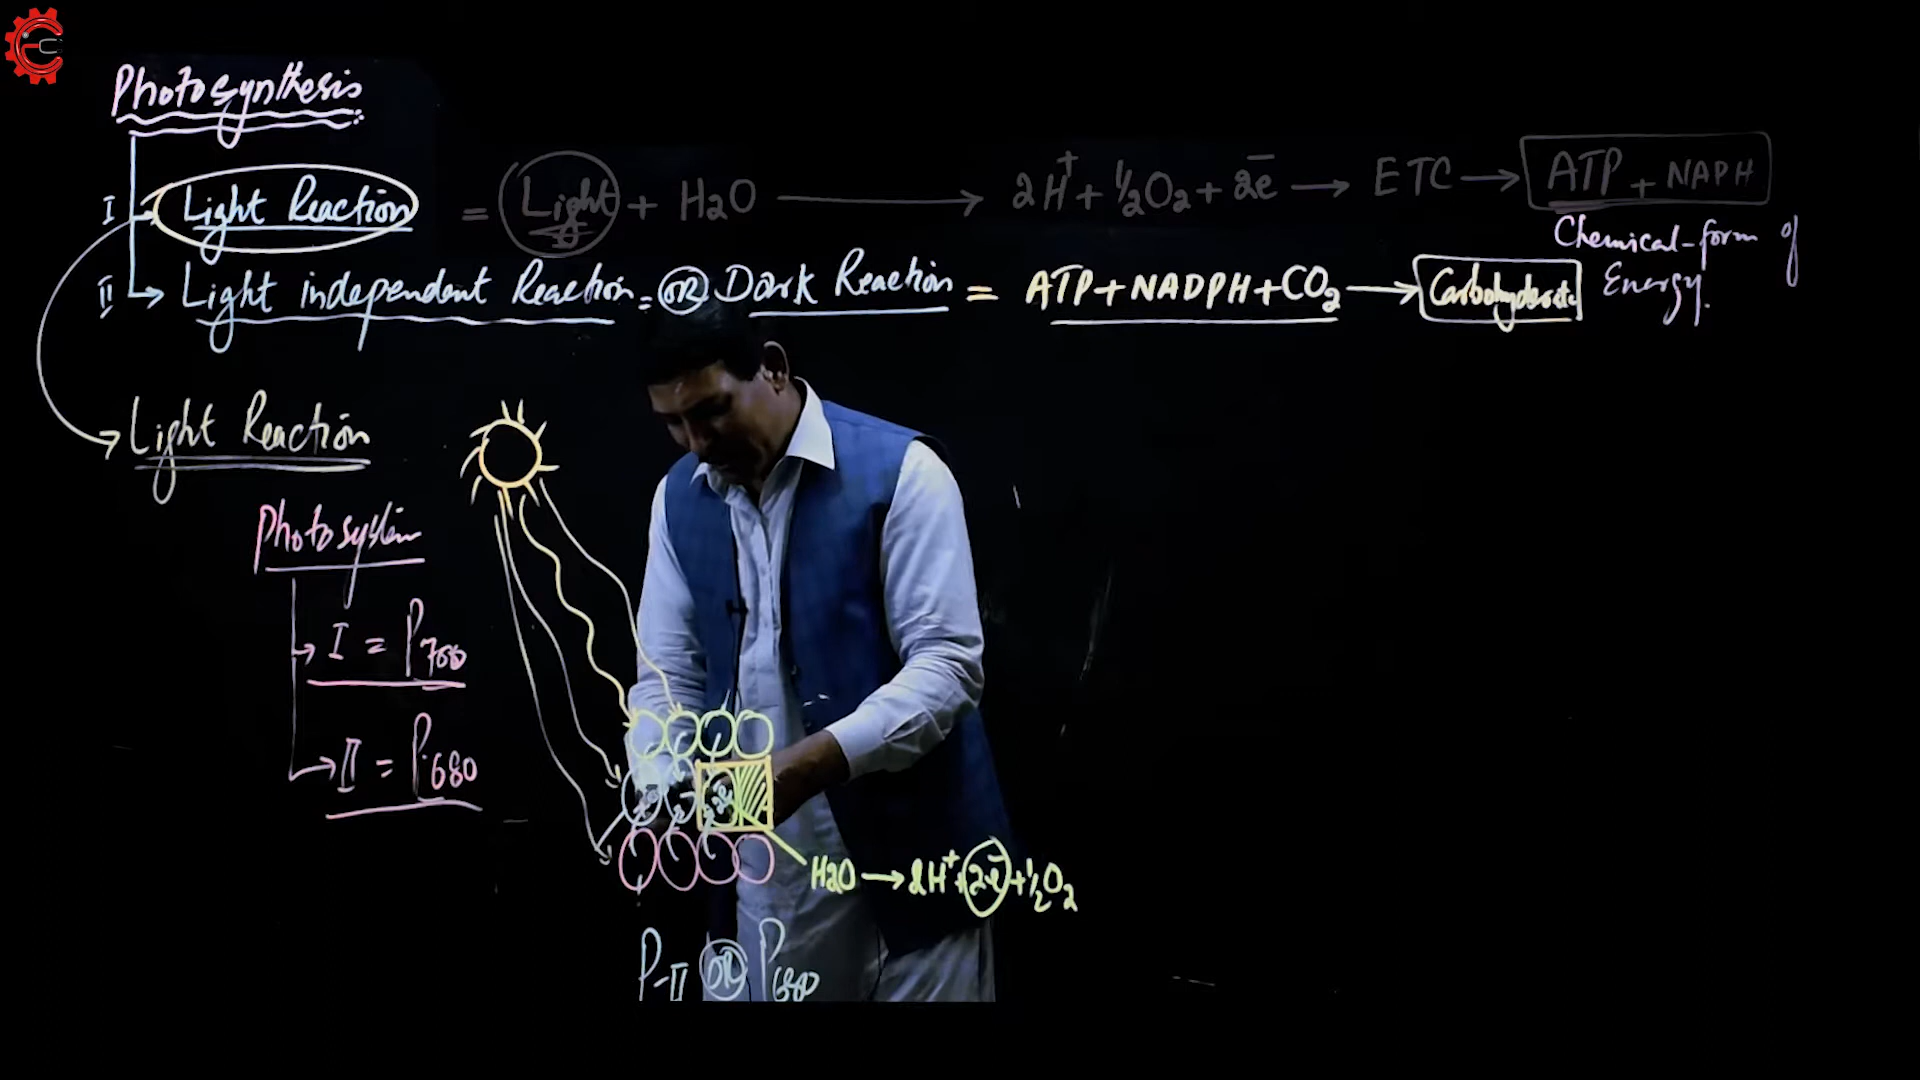 Photosynthesis
I Light Reaction = Light + H2O → 2H⁺ + ½O₂ + 2e⁻ → ETC → ATP + NAPH
Chemical-form of
Energy.
II → Light independent Reaction = OR Dark Reaction = ATP+NADPH+CO₂ → Carbohyderate
→ Light Reaction
Photosystem
→ I = P700
→ II = P680
H2O → 2H⁺ + 2e⁻ + ½O₂
P-II OR P680